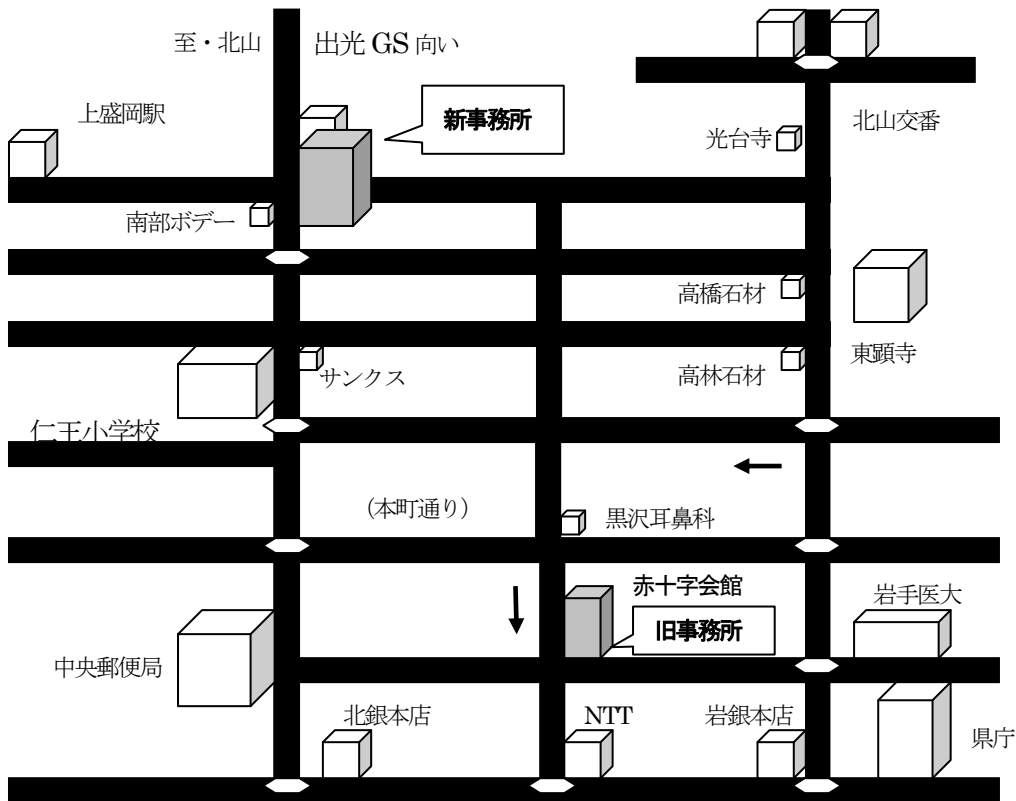 至・北山
出光 GS 向い
上盛岡駅
新事務所
北山交番
光台寺
南部ボデー
高橋石材
東顕寺
サンクス
高林石材
仁王小学校
（本町通り）
黒沢耳鼻科
赤十字会館
岩手医大
旧事務所
中央郵便局
北銀本店
NTT
岩銀本店
県庁